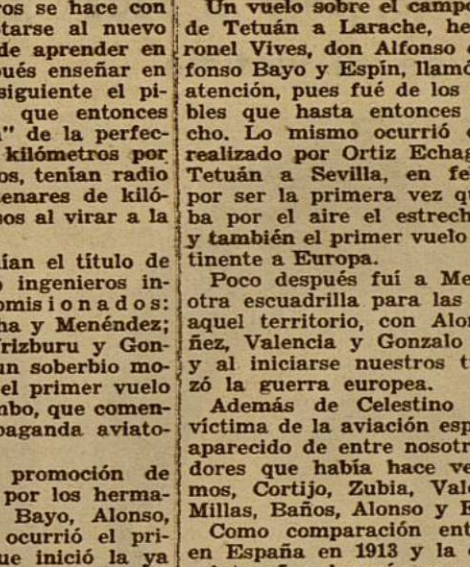 ros se hace con
tarse al nuevo
de aprender en
ués enseñar en
siguiente el pi-
que entonces
" de la perfec-
kilómetros por
os, tenían radio
tenares de kiló-
sos al virar a la
ían el título de
o ingenieros in-
omisionados:
ha y Menéndez;
rizburu y Gon-
un soberbio mo-
el primer vuelo
mbo, que comen-
paganda aviato-
promoción de
por los herma-
Bayo, Alonso,
ocurrió el pri-
ue inició la ya
Un vuelo sobre el campo
de Tetuán a Larache, he
ronel Vives, don Alfonso
fonso Bayo y Espín, llamó
atención, pues fué de los
bles que hasta entonces
cho. Lo mismo ocurrió
realizado por Ortiz Echag
Tetuán a Sevilla, en fe
por ser la primera vez qu
ba por el aire el estrech
y también el primer vuelo
tinente a Europa.
Poco después fuí a Me
otra escuadrilla para las
aquel territorio, con Alon
ñez, Valencia y Gonzalo
y al iniciarse nuestros t
zó la guerra europea.
Además de Celestino
víctima de la aviación esp
aparecido de entre nosotr
dores que había hace ve
mos, Cortijo, Zubia, Val
Millas, Baños, Alonso y E
Como comparación ent
en España en 1913 y la